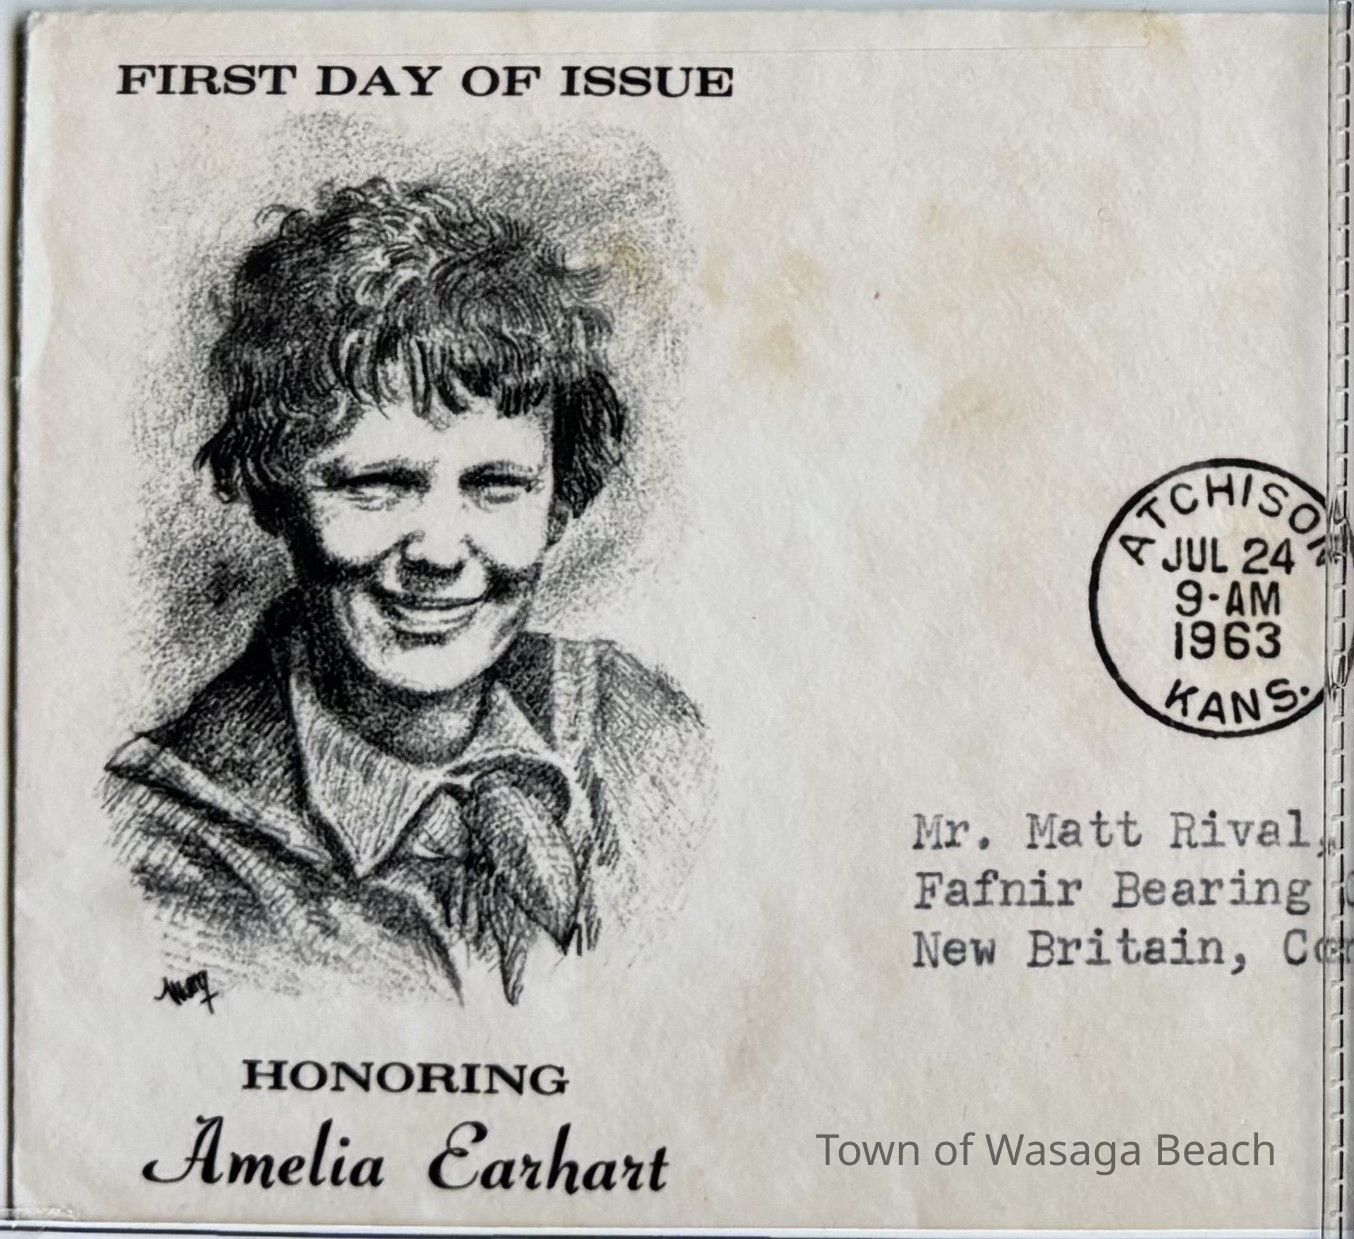 FIRST DAY OF ISSUE
ATCHISON
JUL 24
9-AM
1963
KANS.
Mr. Matt Rival,
Fafnir Bearing
New Britain,
HONORING
Amelia Earhart
Town of Wasaga Beach